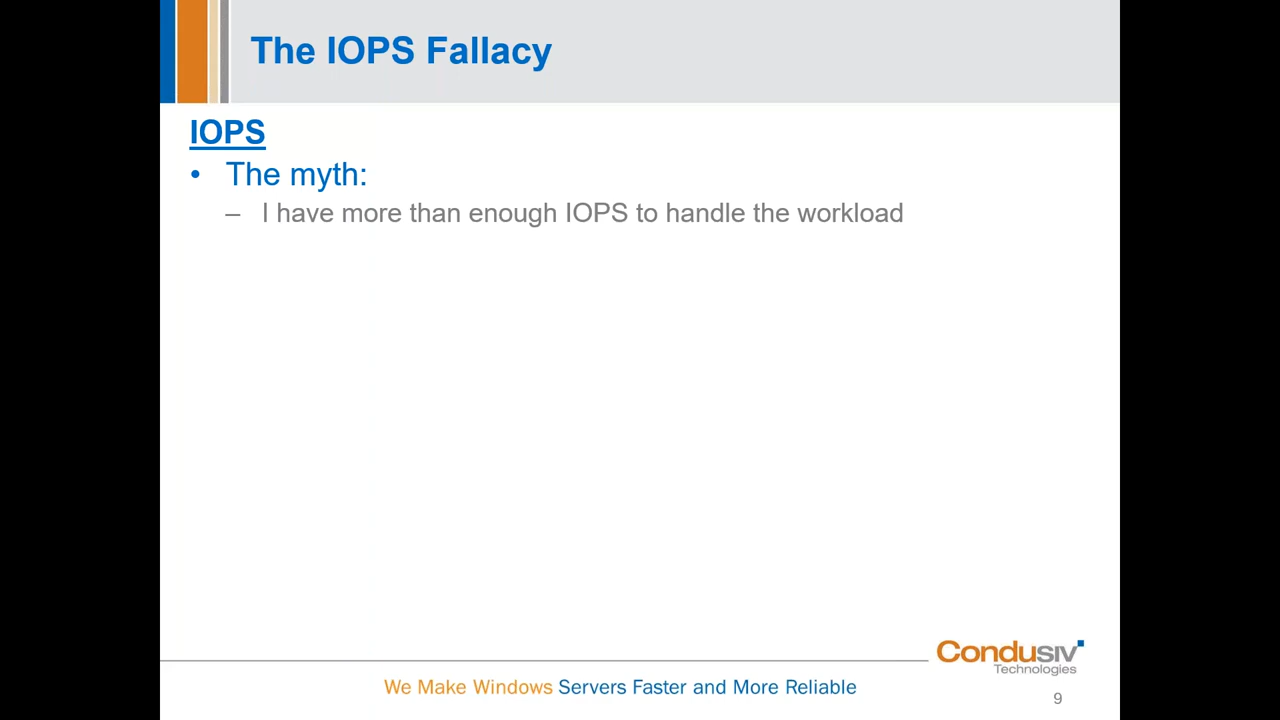 The IOPS Fallacy
IOPS
• The myth:
– I have more than enough IOPS to handle the workload
Condusiv
Technologies
We Make Windows Servers Faster and More Reliable
9